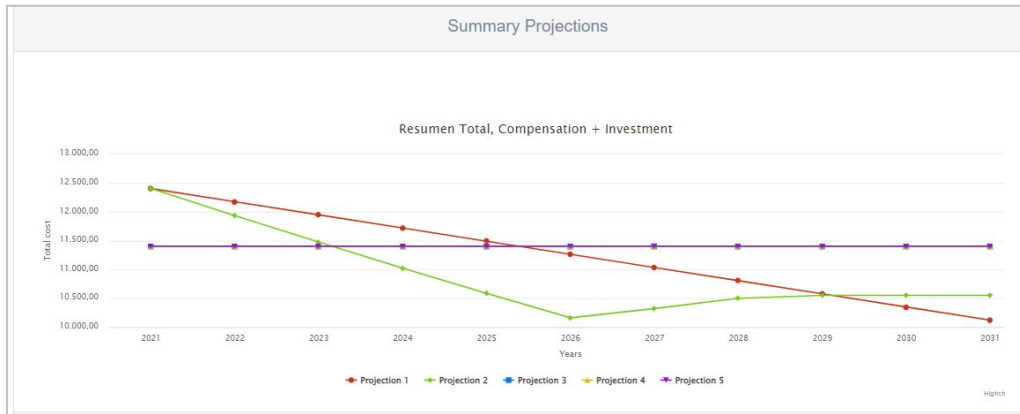 Summary Projections
Resumen Total, Compensation + Investment
13.000,00
12.500,00
12.000,00
11.500,00
11.000,00
10.500,00
10.000,00
Total cost
2021 2022 2023 2024 2025 2026 2027 2028 2029 2030 2031
Years
Projection 1 Projection 2 Projection 3 Projection 4 Projection 5
Highch